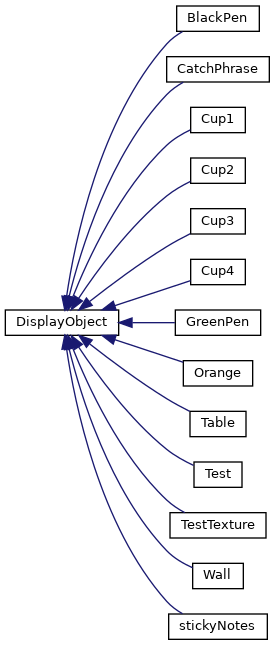 BlackPen
CatchPhrase
Cup1
Cup2
Cup3
Cup4
DisplayObject
GreenPen
Orange
Table
Test
TestTexture
Wall
stickyNotes